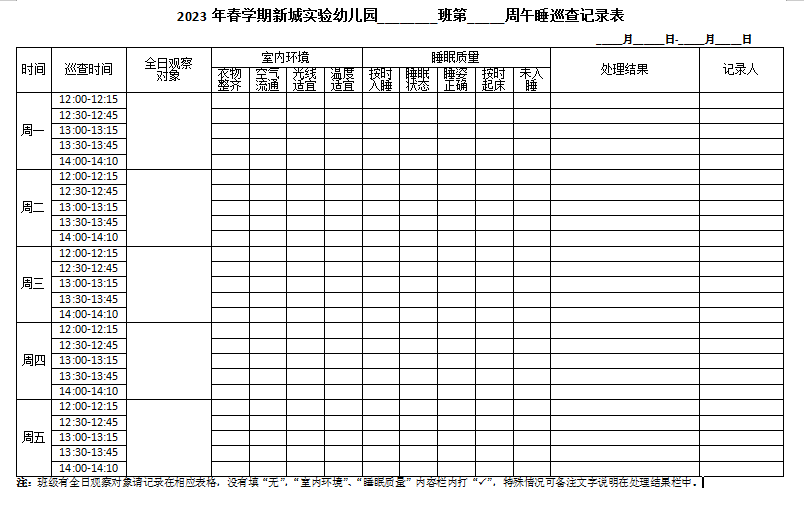 2023 年春学期新城实验幼儿园________班第_____周午睡巡查记录表
____月_____日-____月____日
时间 巡查时间 全日观察对象 室内环境 睡眠质量 处理结果 记录人
衣物整齐 空气流通 光线适宜 温度适宜 按时入睡 睡眠状态 睡姿正确 按时起床 未入睡
周一
12:00-12:15
12:30-12:45
13:00-13:15
13:30-13:45
14:00-14:10
周二
12:00-12:15
12:30-12:45
13:00-13:15
13:30-13:45
14:00-14:10
周三
12:00-12:15
12:30-12:45
13:00-13:15
13:30-13:45
14:00-14:10
周四
12:00-12:15
12:30-12:45
13:00-13:15
13:30-13:45
14:00-14:10
周五
12:00-12:15
12:30-12:45
13:00-13:15
13:30-13:45
14:00-14:10
注：班级有全日观察对象请记录在相应表格，没有填“无”，“室内环境”、“睡眠质量”内容栏内打“✓”，特殊情况可备注文字说明在处理结果栏中。